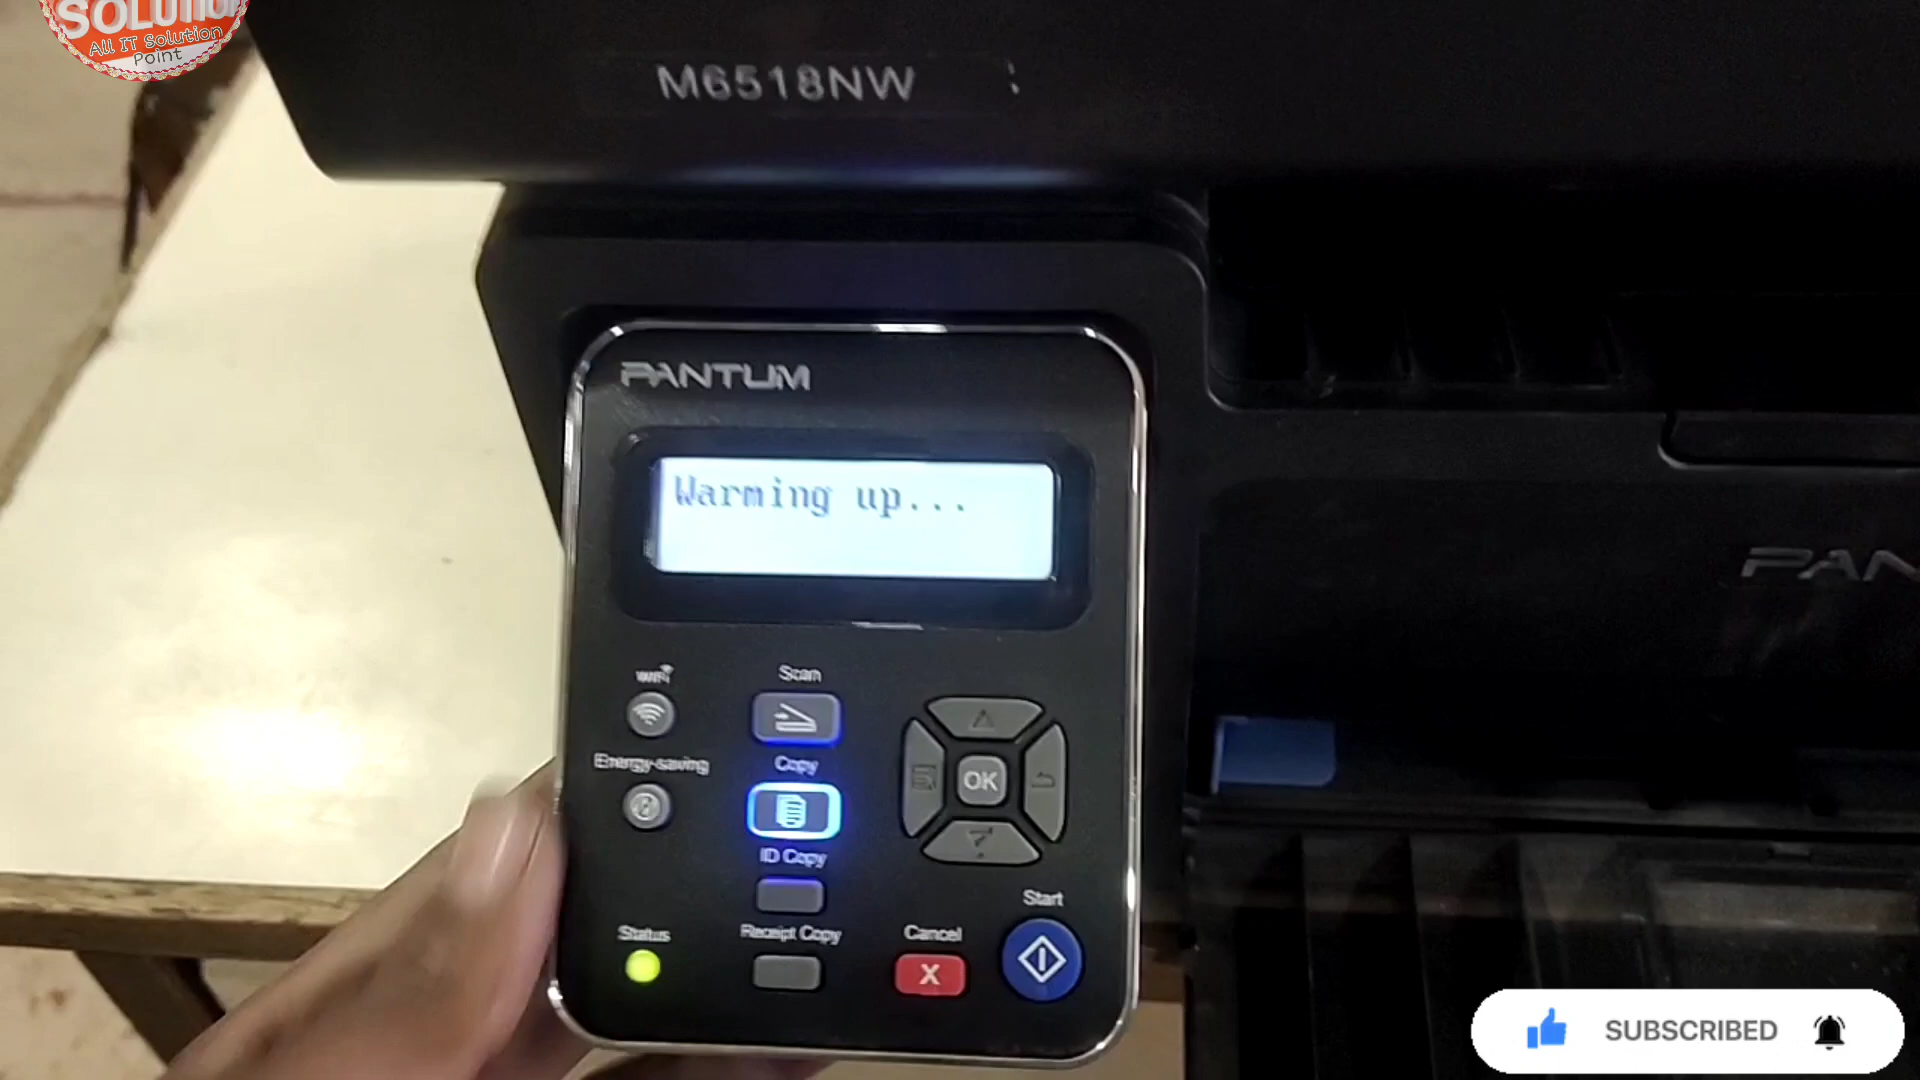 SOLUTION
All IT Solution
Point
M6518NW
PANTUM
Warming up...
WiFi
Scan
Energy-saving
Copy
OK
ID Copy
Start
Status
Receipt Copy
Cancel
X
PAN
SUBSCRIBED